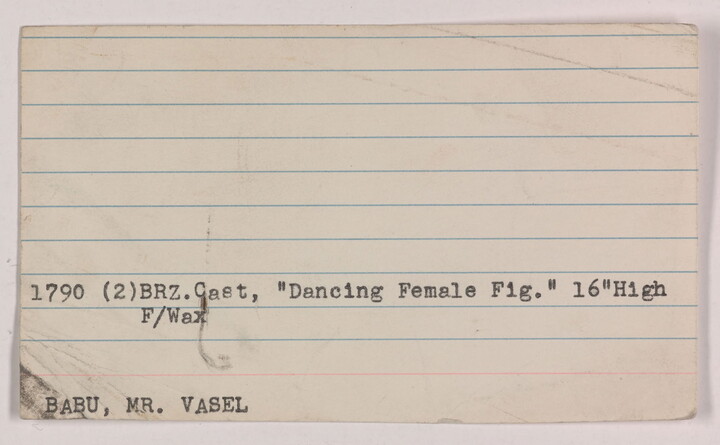 1790 (2)BRZ.Cast, "Dancing Female Fig." 16"High
F/Wax
BABU, MR. VASEL